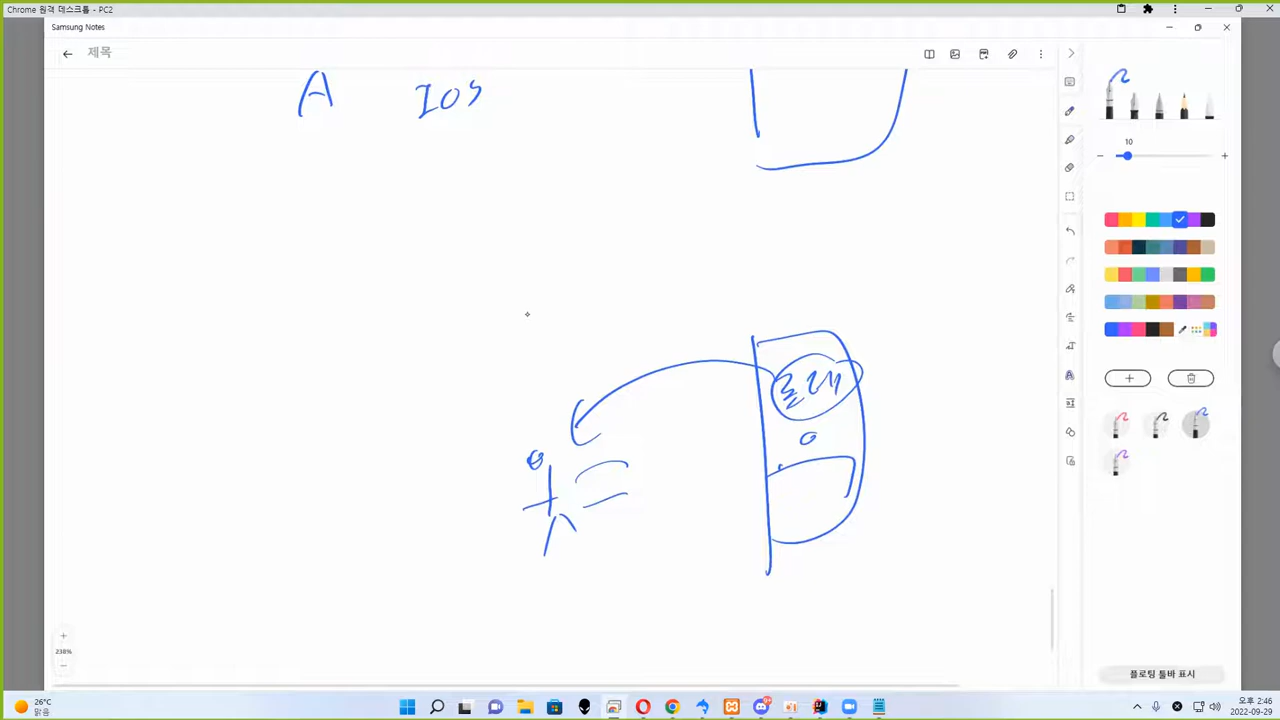 Chrome 원격 데스크톱 - PC2
Samsung Notes
제목
A IOS
10
238%
플로팅 툴바 표시
26°C
맑음
오후 2:46
2022-09-29